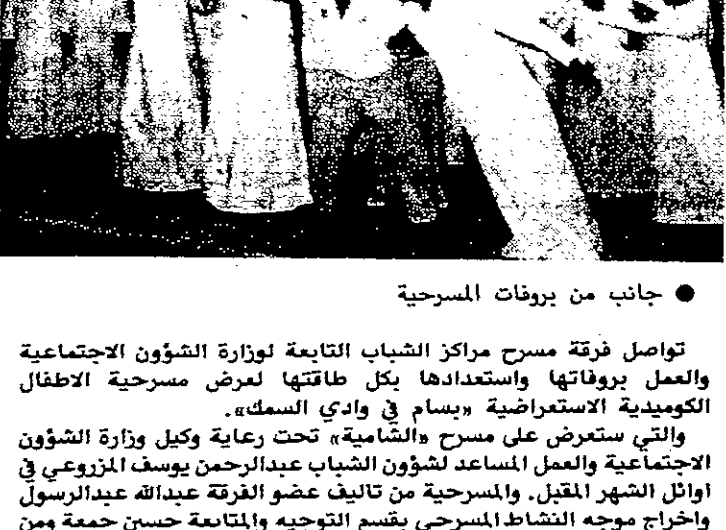 ● جانب من بروفات المسرحية
تواصل فرقة مسرح مراكز الشباب التابعة لوزارة الشؤون الاجتماعية
والعمل بروفاتها واستعدادها بكل طاقتها لعرض مسرحية الاطفال
الكوميدية الاستعراضية «بسام في وادي السمك».
والتي ستعرض على مسرح «الشامية» تحت رعاية وكيل وزارة الشؤون
الاجتماعية والعمل المساعد لشؤون الشباب عبدالرحمن يوسف المزروعي في
اوائل الشهر المقبل. والمسرحية من تاليف عضو الفرقة عبدالله عبدالرسول
واخراج موجه النشاط المسرحي بقسم التوجيه والمتابعة حسين جمعة ومن